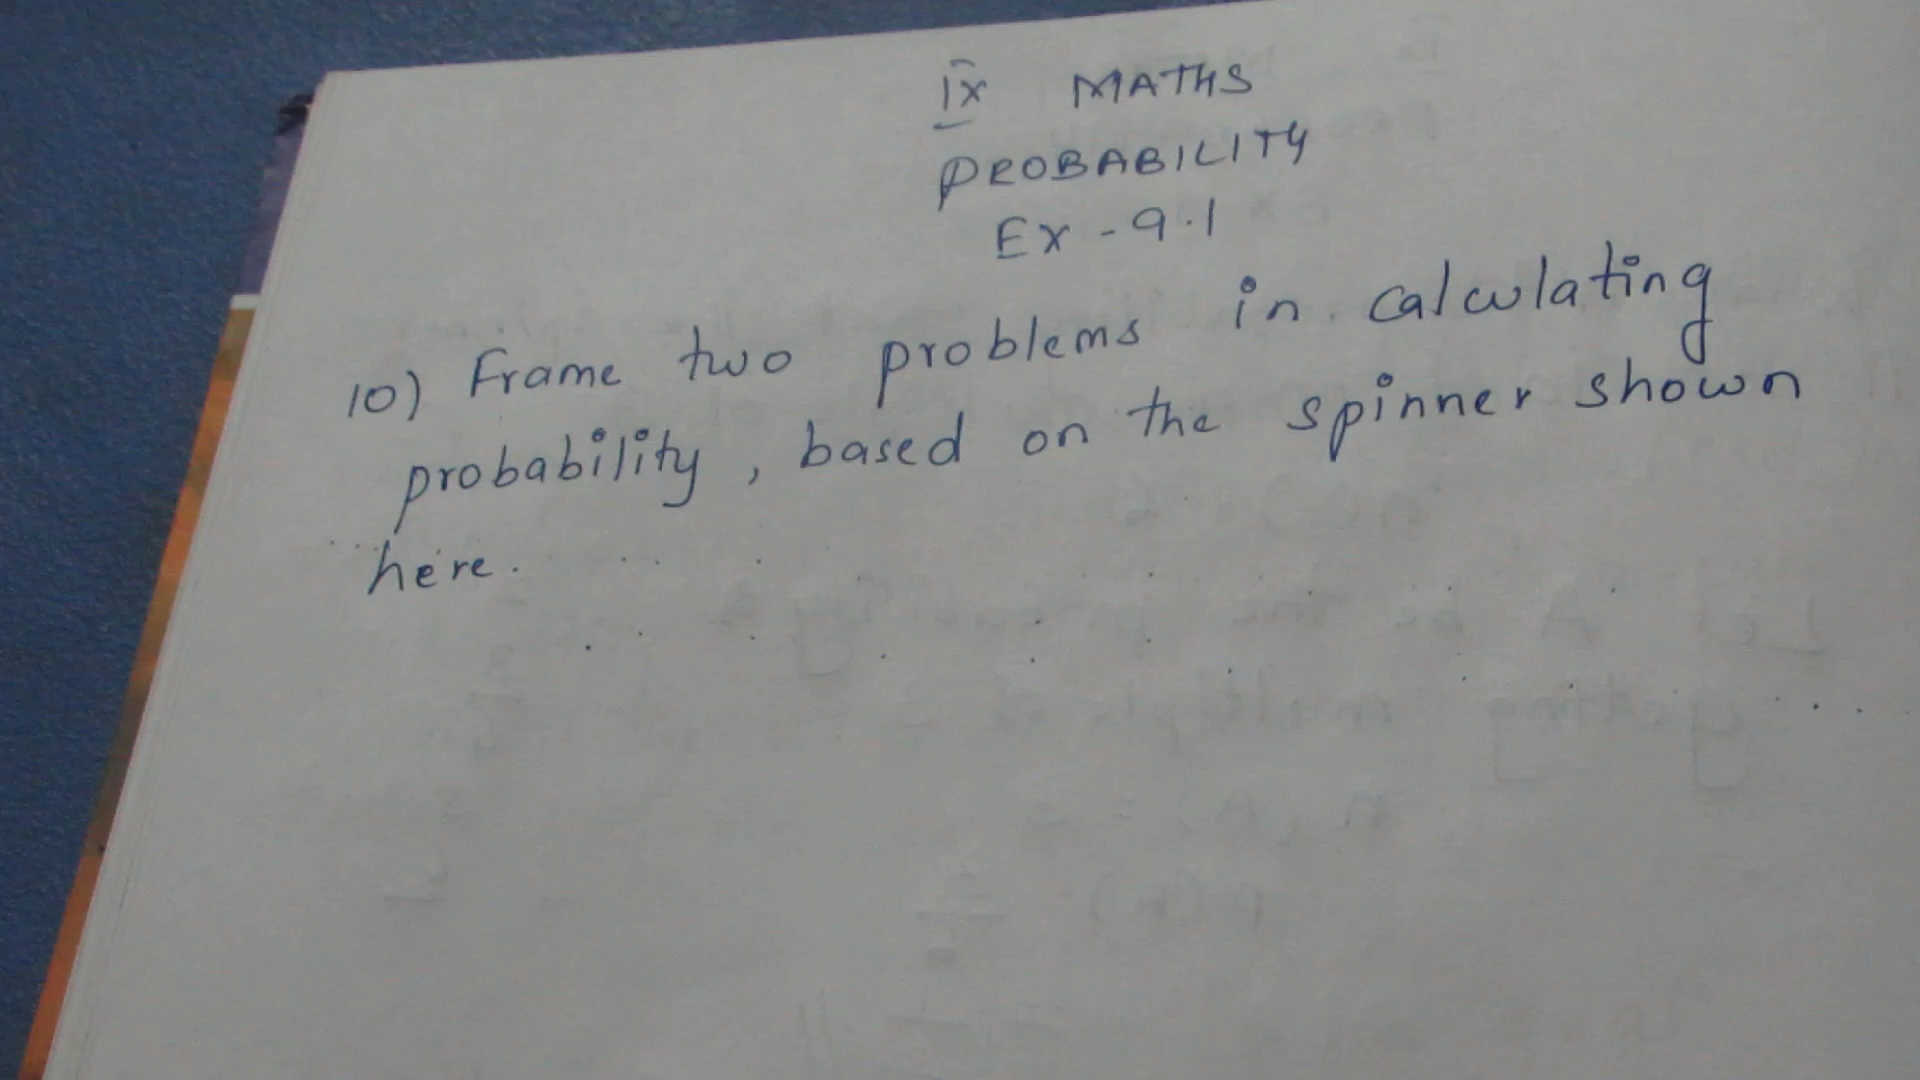 IX MATHS
PROBABILITY
Ex - 9.1
10) Frame two problems in calculating
probability, based on the spinner shown
here.